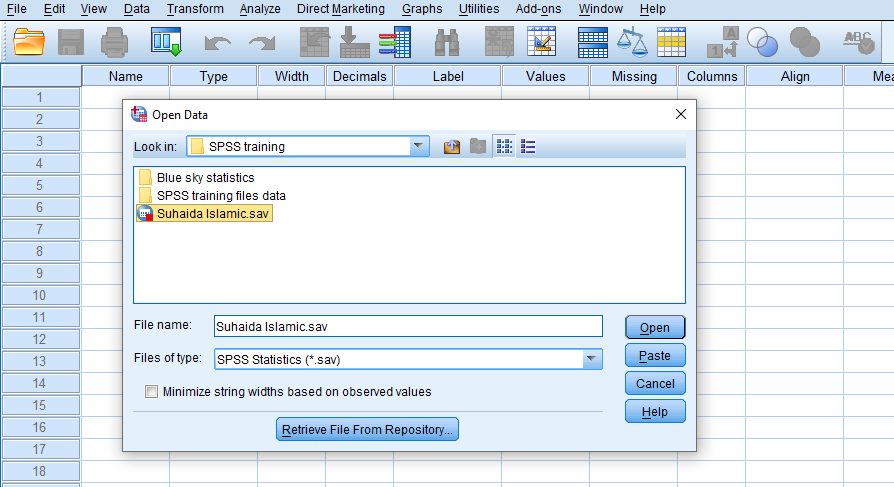 File Edit View Data Transform Analyze Direct Marketing Graphs Utilities Add-ons Window Help
A
1
ABC
Name Type Width Decimals Label Values Missing Columns Align Mea
1
2
3
4
5
6
7
8
9
10
11
12
13
14
15
16
17
18
Open Data
Look in: SPSS training
Blue sky statistics
SPSS training files data
Suhaida Islamic.sav
File name: Suhaida Islamic.sav
Open
Files of type: SPSS Statistics (*.sav)
Paste
Minimize string widths based on observed values
Cancel
Help
Retrieve File From Repository...